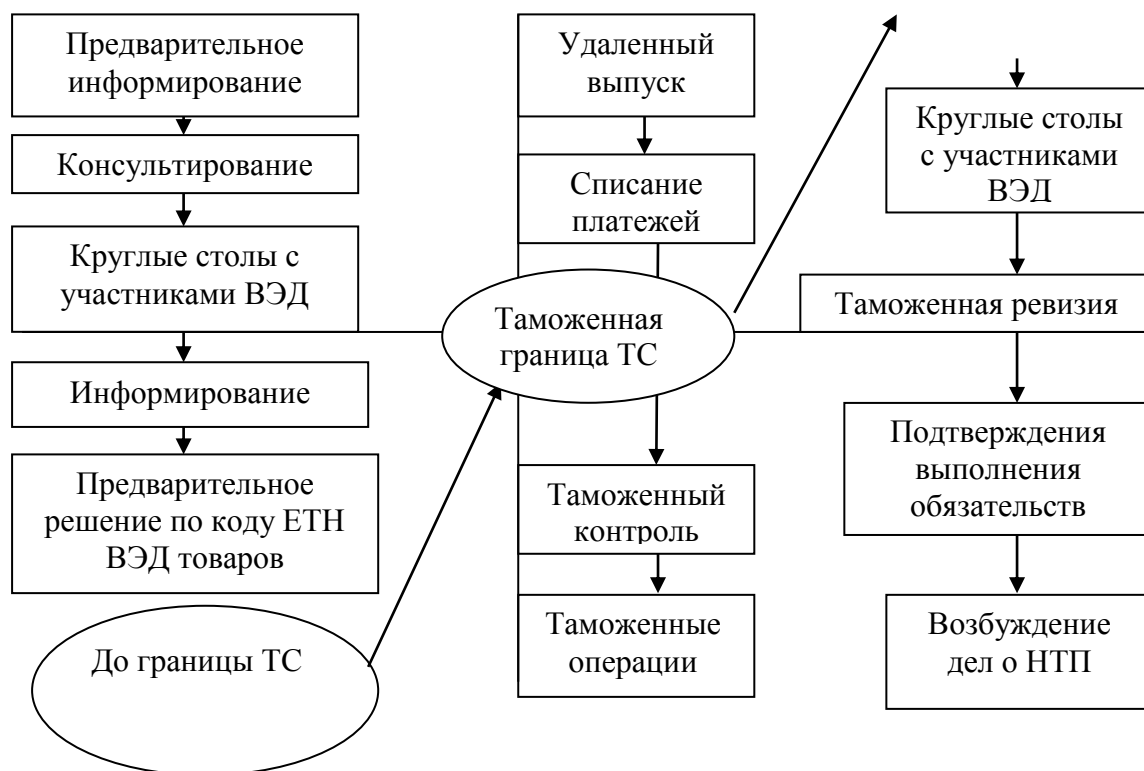 Предварительное
информирование
Консультирование
Круглые столы с
участниками ВЭД
Информирование
Предварительное
решение по коду ЕТН
ВЭД товаров
До границы ТС
Удаленный
выпуск
Списание
платежей
Таможенная
граница ТС
Таможенный
контроль
Таможенные
операции
Круглые столы
с участниками
ВЭД
Таможенная ревизия
Подтверждения
выполнения
обязательств
Возбуждение
дел о НТП